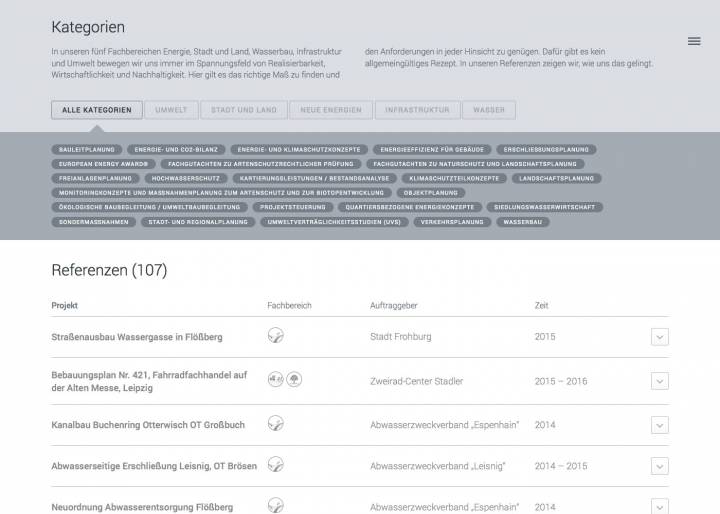 Kategorien
In unseren fünf Fachbereichen Energie, Stadt und Land, Wasserbau, Infrastruktur
und Umwelt bewegen wir uns immer im Spannungsfeld von Realisierbarkeit,
Wirtschaftlichkeit und Nachhaltigkeit. Hier gilt es das richtige Maß zu finden und
den Anforderungen in jeder Hinsicht zu genügen. Dafür gibt es kein
allgemeingültiges Rezept. In unseren Referenzen zeigen wir, wie uns das gelingt.
ALLE KATEGORIEN UMWELT STADT UND LAND NEUE ENERGIEN INFRASTRUKTUR WASSER
BAULEITPLANUNG ENERGIE- UND CO2-BILANZ ENERGIE- UND KLIMASCHUTZKONZEPTE ENERGIEEFFIZIENZ FÜR GEBÄUDE ERSCHLIESSUNGSPLANUNG
EUROPEAN ENERGY AWARD® FACHGUTACHTEN ZU ARTENSCHUTZRECHTLICHER PRÜFUNG FACHGUTACHTEN ZU NATURSCHUTZ UND LANDSCHAFTSPLANUNG
FREIANLAGENPLANUNG HOCHWASSERSCHUTZ KARTIERUNGSLEISTUNGEN / BESTANDSANALYSE KLIMASCHUTZTEILKONZEPTE LANDSCHAFTSPLANUNG
MONITORINGKONZEPTE UND MASSNAHMENPLANUNG ZUM ARTENSCHUTZ UND ZUR BIOTOPENTWICKLUNG OBJEKTPLANUNG
ÖKOLOGISCHE BAUBEGLEITUNG / UMWELTBAUBEGLEITUNG PROJEKTSTEUERUNG QUARTIERSBEZOGENE ENERGIEKONZEPTE SIEDLUNGSWASSERWIRTSCHAFT
SONDERMASSNAHMEN STADT- UND REGIONALPLANUNG UMWELTVERTRÄGLICHKEITSSTUDIEN (UVS) VERKEHRSPLANUNG WASSERBAU
Referenzen (107)
Projekt Fachbereich Auftraggeber Zeit
Straßenausbau Wassergasse in Flößberg Stadt Frohburg 2015
Bebauungsplan Nr. 421, Fahrradfachhandel auf
der Alten Messe, Leipzig Zweirad-Center Stadler 2015 – 2016
Kanalbau Buchenring Otterwisch OT Großbuch Abwasserzweckverband „Espenhain“ 2014
Abwasserseitige Erschließung Leisnig, OT Brösen Abwasserzweckverband „Leisnig“ 2014 – 2015
Neuordnung Abwasserentsorgung Flößberg Abwasserzweckverband „Espenhain“ 2014